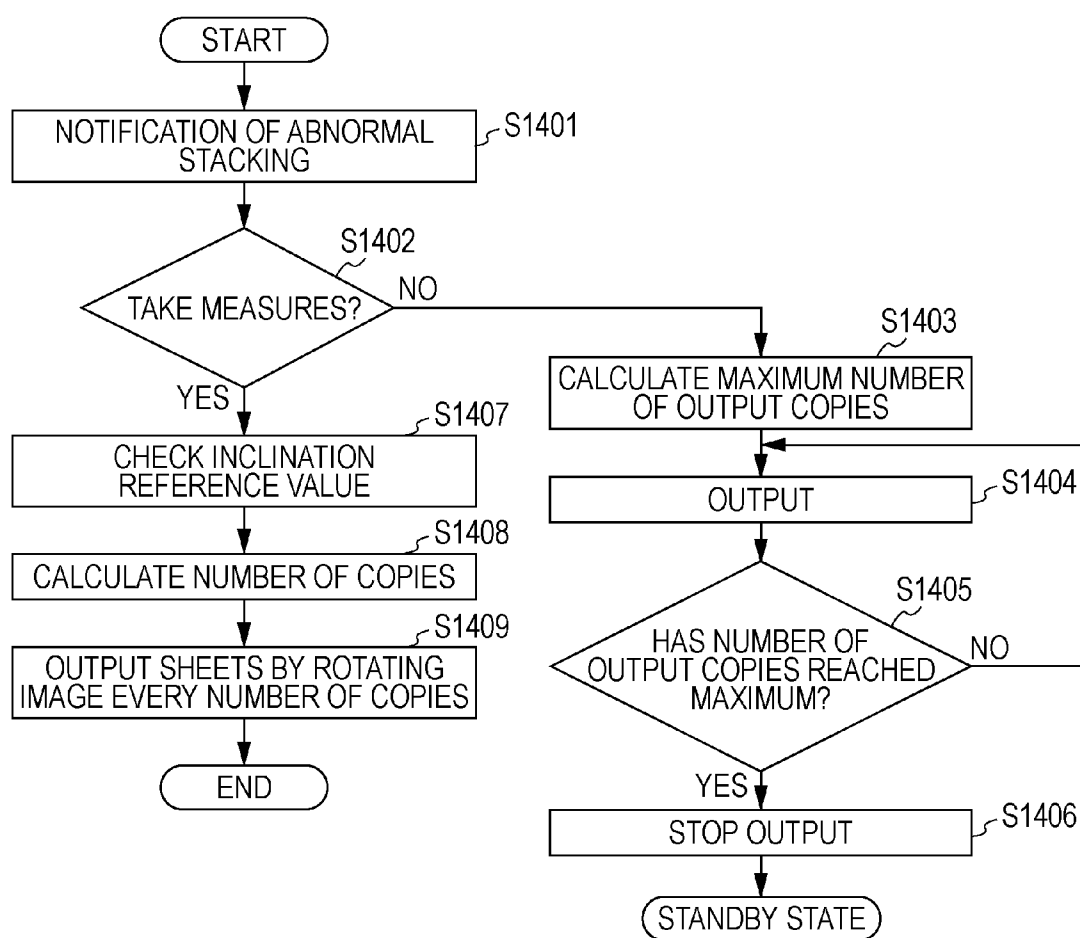 START
NOTIFICATION OF ABNORMAL
STACKING
S1401
S1402
TAKE MEASURES?
NO
YES
S1403
CALCULATE MAXIMUM NUMBER
OF OUTPUT COPIES
S1407
CHECK INCLINATION
REFERENCE VALUE
S1404
OUTPUT
S1408
CALCULATE NUMBER OF COPIES
S1405
HAS NUMBER OF
OUTPUT COPIES REACHED
MAXIMUM?
NO
YES
S1409
OUTPUT SHEETS BY ROTATING
IMAGE EVERY NUMBER OF COPIES
END
S1406
STOP OUTPUT
STANDBY STATE